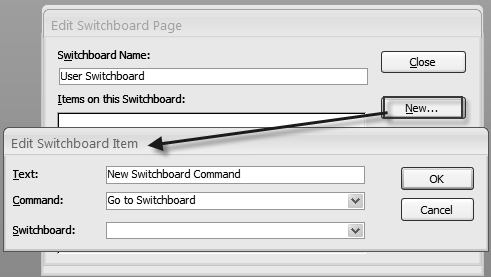 Edit Switchboard Page
Switchboard Name:
User Switchboard
Close
Items on this Switchboard:
New...
Edit Switchboard Item
Text:
New Switchboard Command
OK
Command:
Go to Switchboard
Cancel
Switchboard: